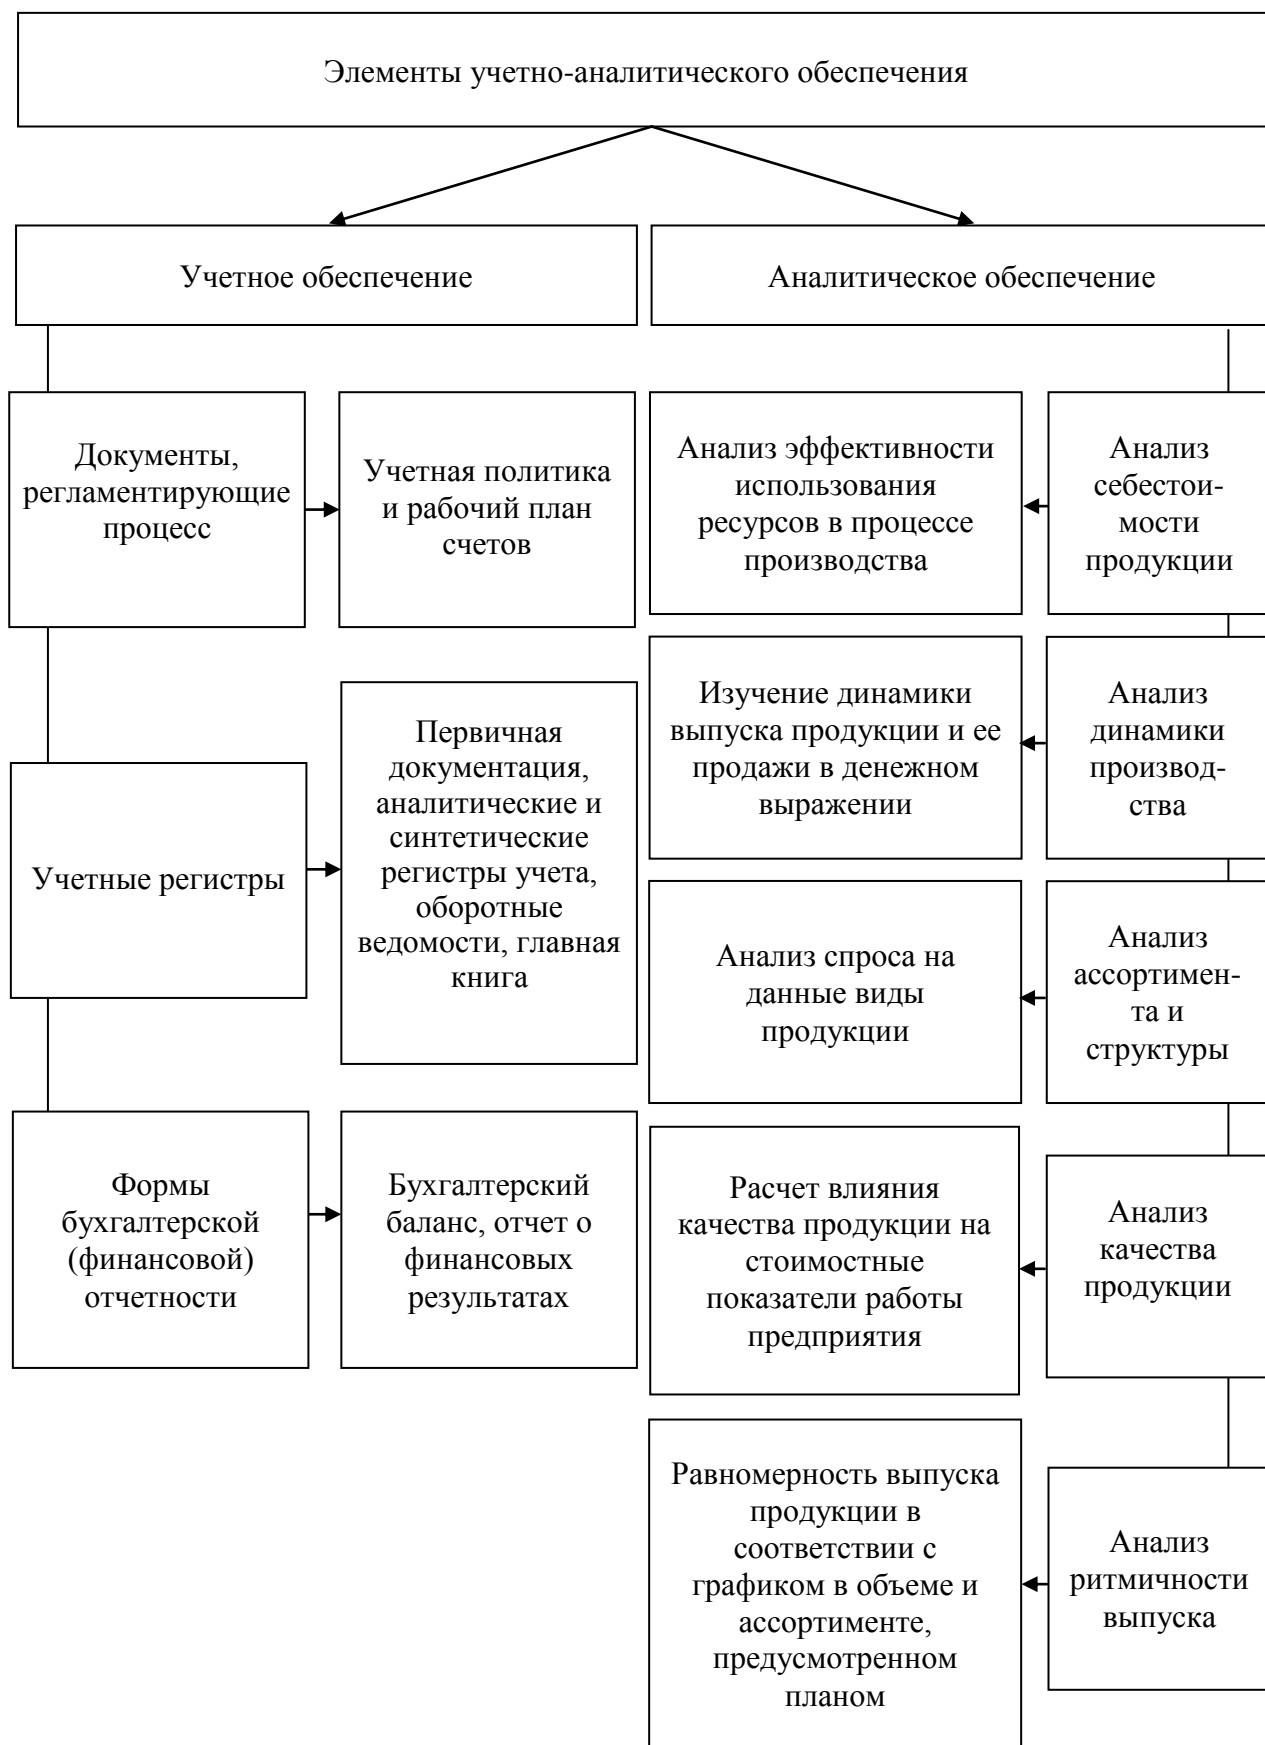 Элементы учетно-аналитического обеспечения
Учетное обеспечение
Аналитическое обеспечение
Документы,
регламентирующие
процесс
Учетная политика
и рабочий план
счетов
Анализ эффективности
использования
ресурсов в процессе
производства
Анализ
себестои-
мости
продукции
Изучение динамики
выпуска продукции и ее
продажи в денежном
выражении
Анализ
динамики
производ-
ства
Учетные регистры
Первичная
документация,
аналитические и
синтетические
регистры учета,
оборотные
ведомости, главная
книга
Анализ спроса на
данные виды
продукции
Анализ
ассортимен-
та и
структуры
Формы
бухгалтерской
(финансовой)
отчетности
Бухгалтерский
баланс, отчет о
финансовых
результатах
Расчет влияния
качества продукции на
стоимостные
показатели работы
предприятия
Анализ
качества
продукции
Равномерность выпуска
продукции в
соответствии с
графиком в объеме и
ассортименте,
предусмотренном
планом
Анализ
ритмичности
выпуска